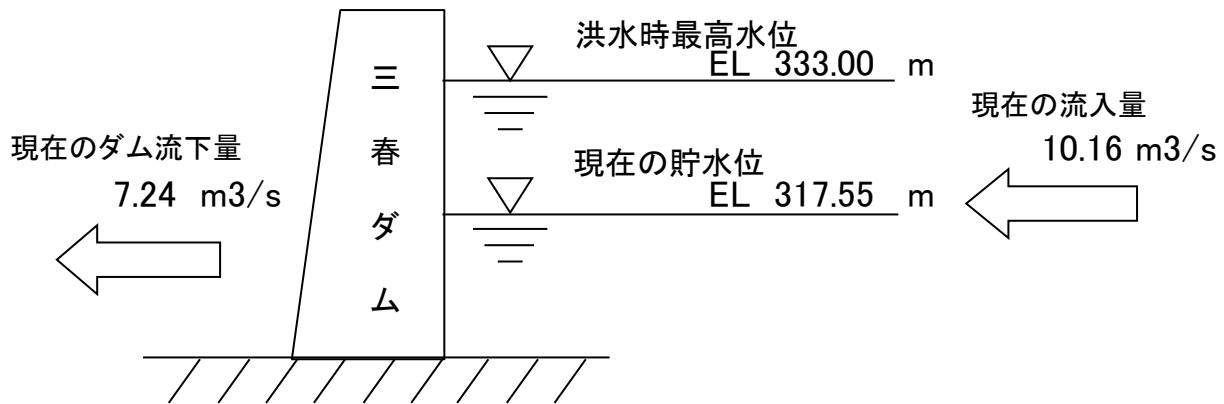 洪水時最高水位
EL 333.00 m
現在の流入量
10.16 m3/s
現在のダム流下量
7.24 m3/s
現在の貯水位
EL 317.55 m
三春ダム